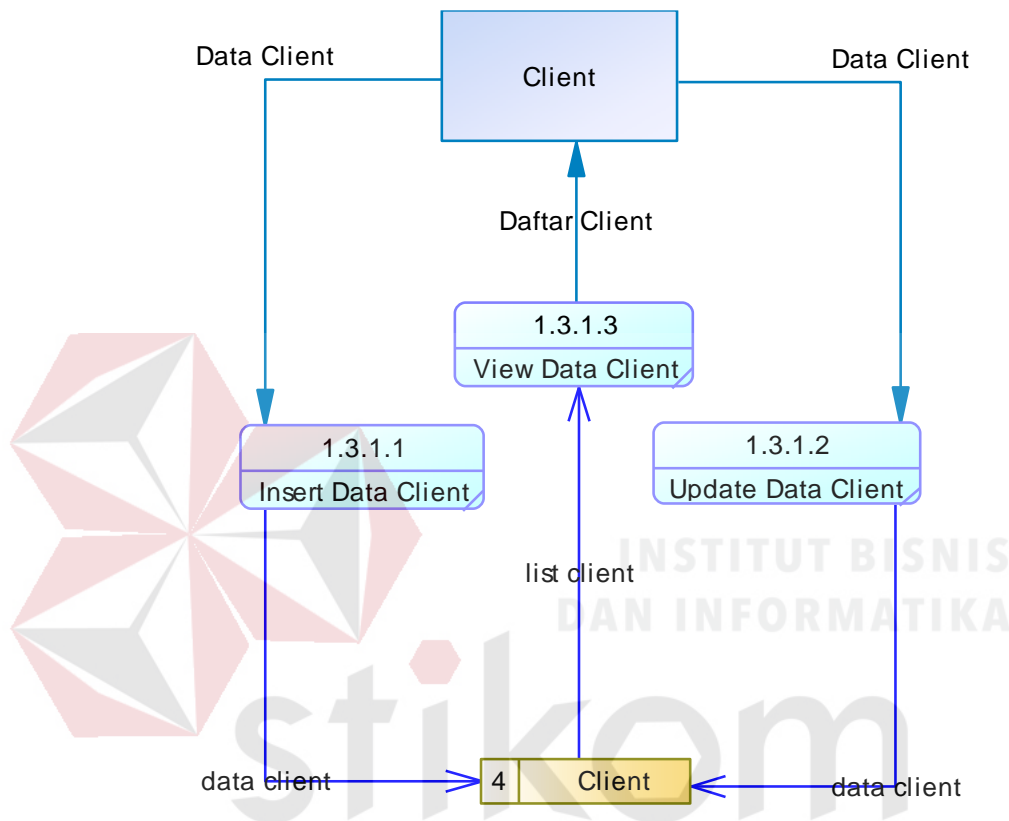 Data Client
Client
Data Client
Daftar Client
1.3.1.3
View Data Client
1.3.1.1
Insert Data Client
1.3.1.2
Update Data Client
INSTITUT BISNIS
DAN INFORMATIKA
list client
stikom
data client
4 Client
data client